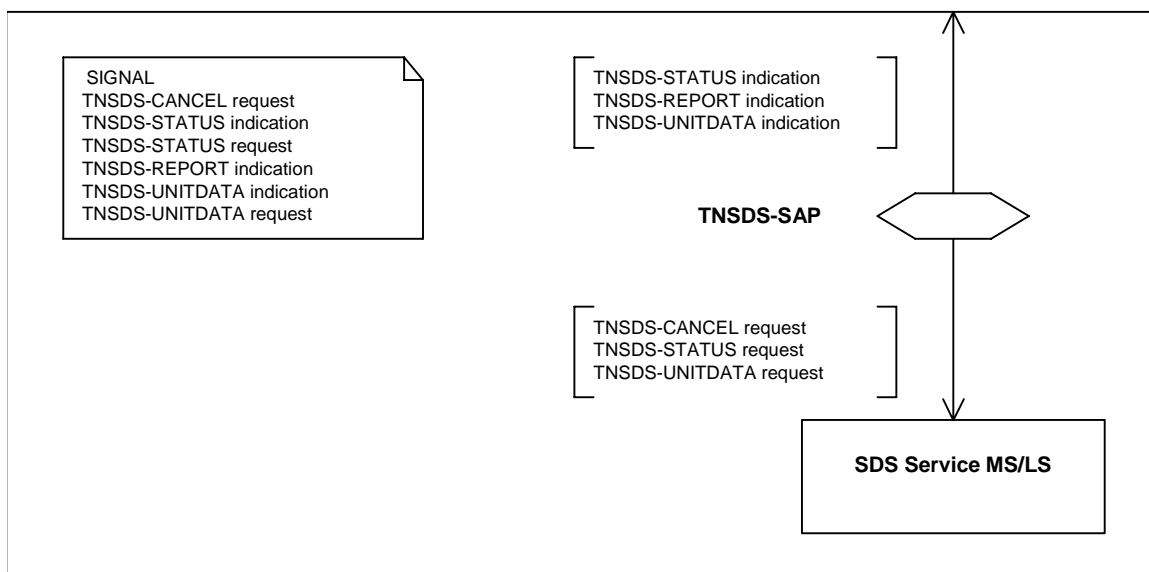 SIGNAL
TNSDS-CANCEL request
TNSDS-STATUS indication
TNSDS-STATUS request
TNSDS-REPORT indication
TNSDS-UNITDATA indication
TNSDS-UNITDATA request
TNSDS-STATUS indication
TNSDS-REPORT indication
TNSDS-UNITDATA indication
TNSDS-SAP
TNSDS-CANCEL request
TNSDS-STATUS request
TNSDS-UNITDATA request
SDS Service MS/LS